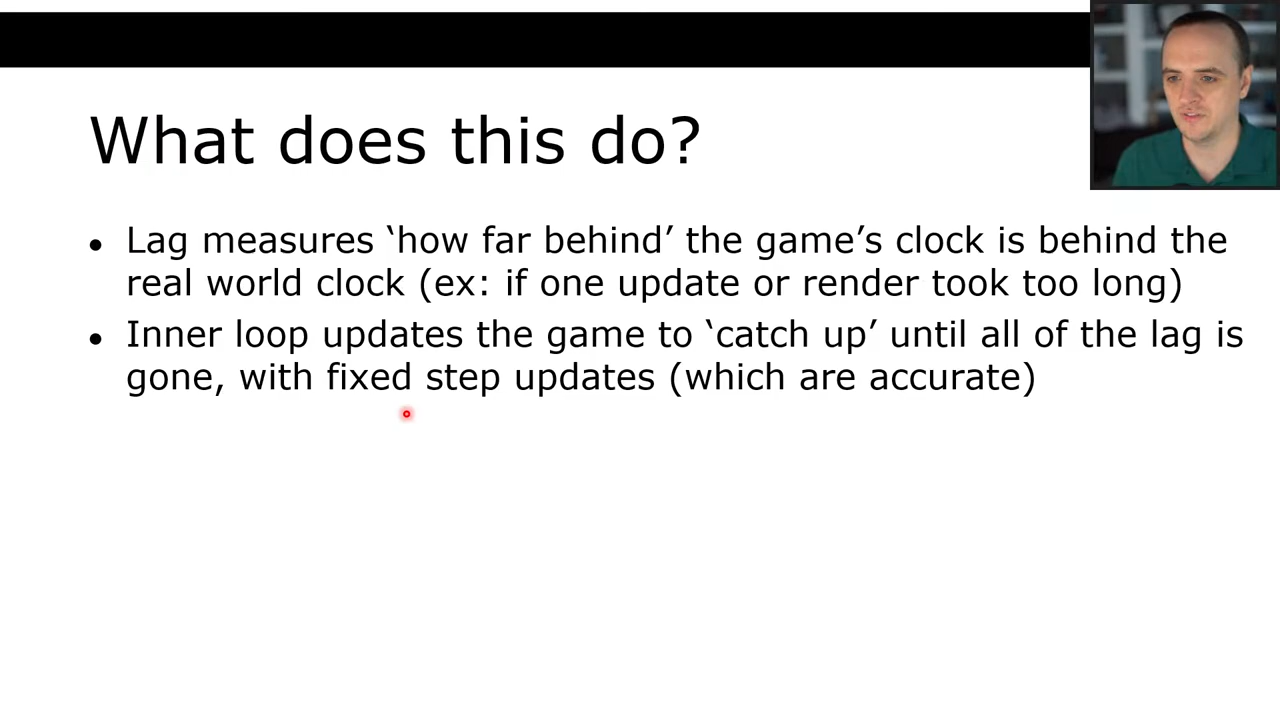 What does this do?
• Lag measures ‘how far behind’ the game’s clock is behind the
real world clock (ex: if one update or render took too long)
• Inner loop updates the game to ‘catch up’ until all of the lag is
gone, with fixed step updates (which are accurate)